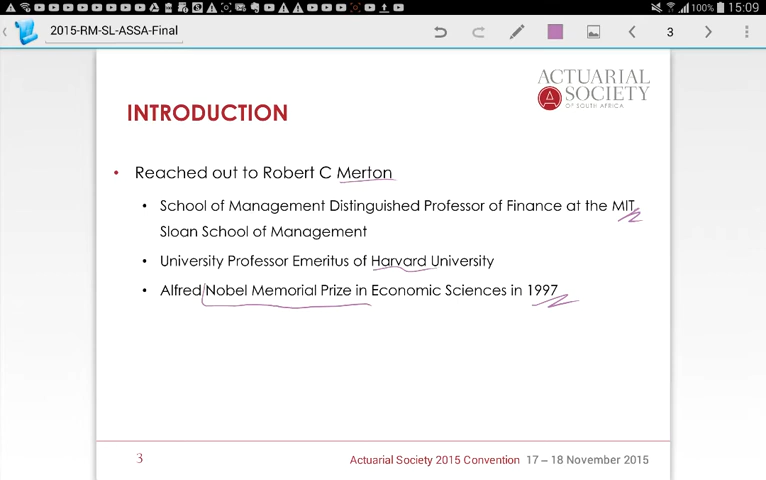 100% 15:09
2015-RM-SL-ASSA-Final
3
ACTUARIAL
SOCIETY
OF SOUTH AFRICA
INTRODUCTION
• Reached out to Robert C Merton
• School of Management Distinguished Professor of Finance at the MIT
Sloan School of Management
• University Professor Emeritus of Harvard University
• Alfred Nobel Memorial Prize in Economic Sciences in 1997
3
Actuarial Society 2015 Convention 17 – 18 November 2015